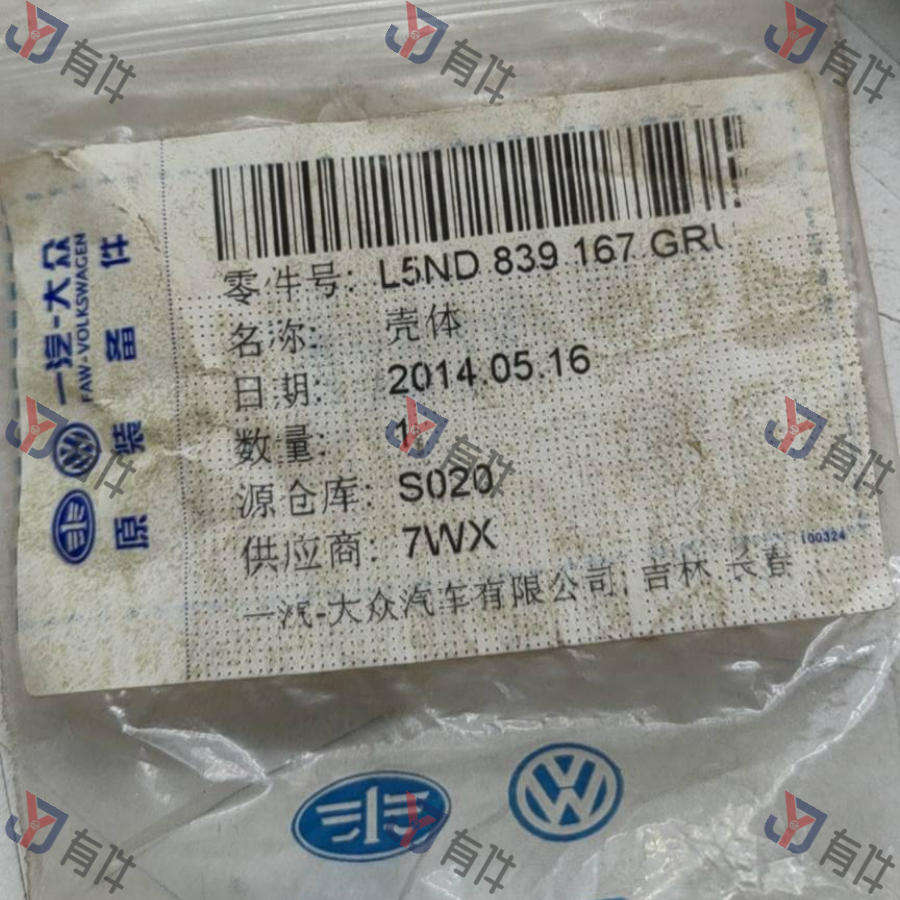 零件号: L5ND 839 167 GRU
名称: 壳体
日期: 2014.05.16
数量: 1
源仓库: S020
供应商: 7WX
一汽-大众汽车有限公司, 吉林 长春
100324
一汽-大众
FAW-VOLKSWAGEN
原装备件
有件
有件
有件
有件
有件
有件
有件
有件
有件